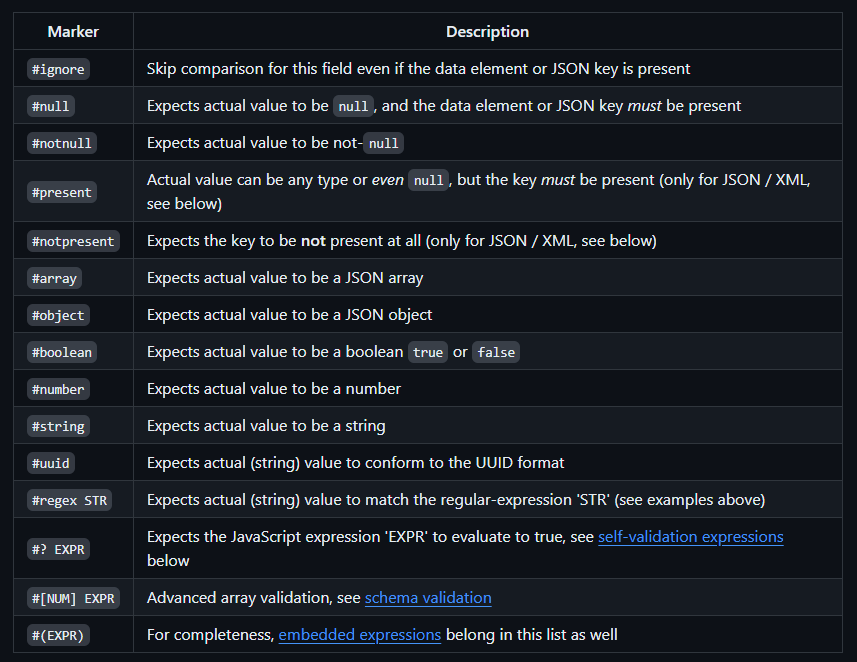 Marker Description
#ignore Skip comparison for this field even if the data element or JSON key is present
#null Expects actual value to be null, and the data element or JSON key must be present
#notnull Expects actual value to be not-null
#present Actual value can be any type or even null, but the key must be present (only for JSON / XML,
see below)
#notpresent Expects the key to be not present at all (only for JSON / XML, see below)
#array Expects actual value to be a JSON array
#object Expects actual value to be a JSON object
#boolean Expects actual value to be a boolean true or false
#number Expects actual value to be a number
#string Expects actual value to be a string
#uuid Expects actual (string) value to conform to the UUID format
#regex STR Expects actual (string) value to match the regular-expression 'STR' (see examples above)
#? EXPR Expects the JavaScript expression 'EXPR' to evaluate to true, see self-validation expressions
below
#[NUM] EXPR Advanced array validation, see schema validation
#(EXPR) For completeness, embedded expressions belong in this list as well